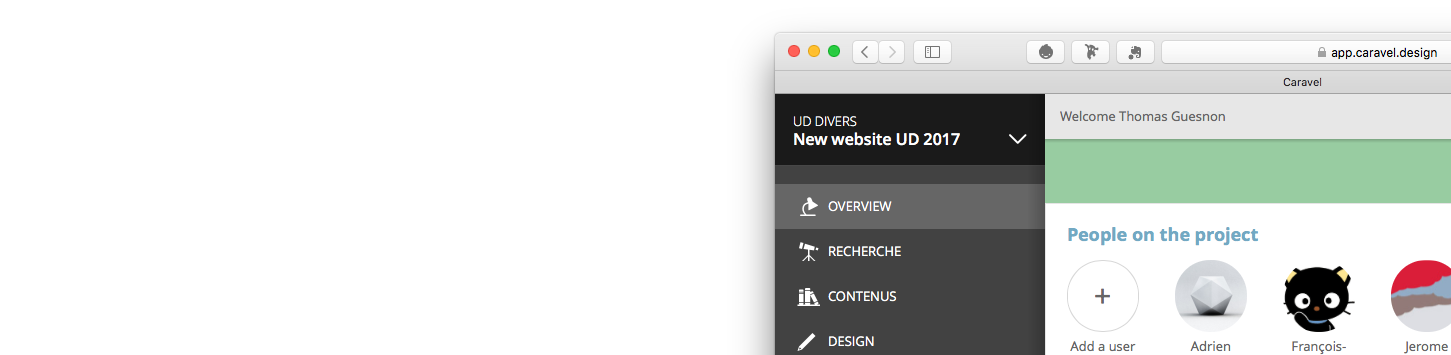 app.caravel.design
Caravel
UD DIVERS
New website UD 2017
Welcome Thomas Guesnon
OVERVIEW
RECHERCHE
CONTENUS
DESIGN
People on the project
+
Add a user
Adrien
François-
Jerome